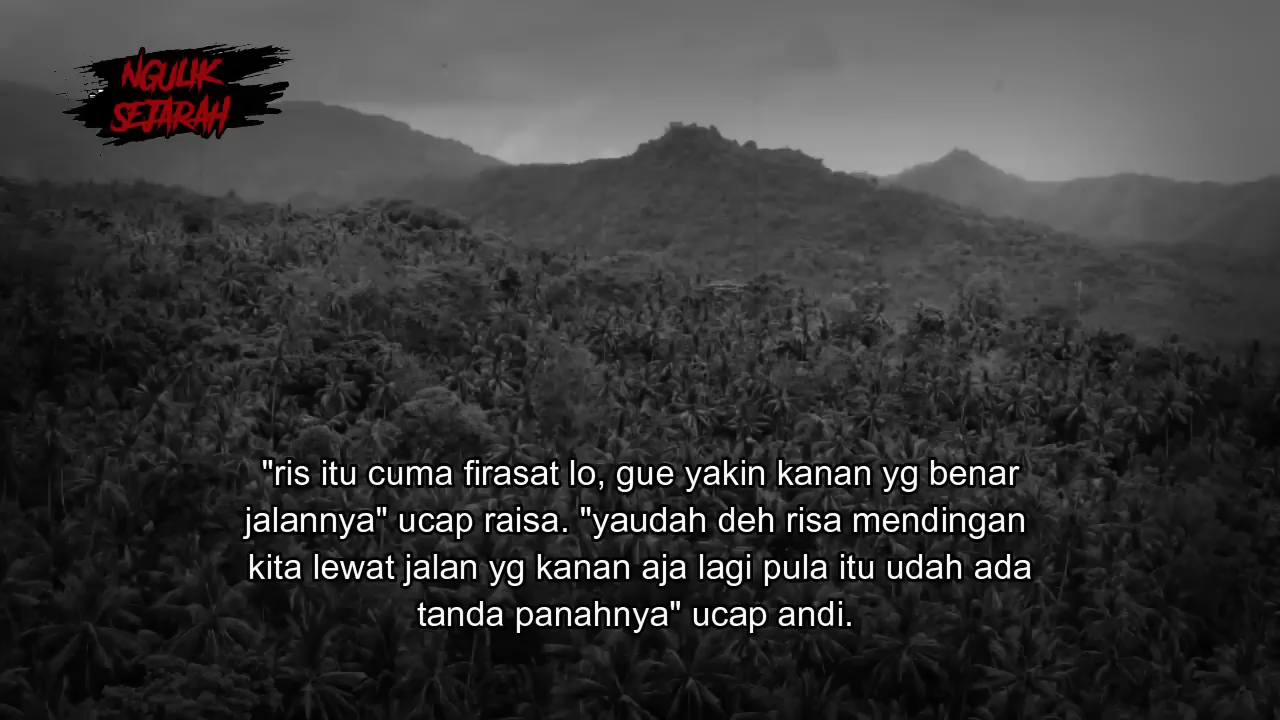 NGULIK
SEJARAH
"ris itu cuma firasat lo, gue yakin kanan yg benar
jalannya" ucap raisa. "yaudah deh risa mendingan
kita lewat jalan yg kanan aja lagi pula itu udah ada
tanda panahnya" ucap andi.